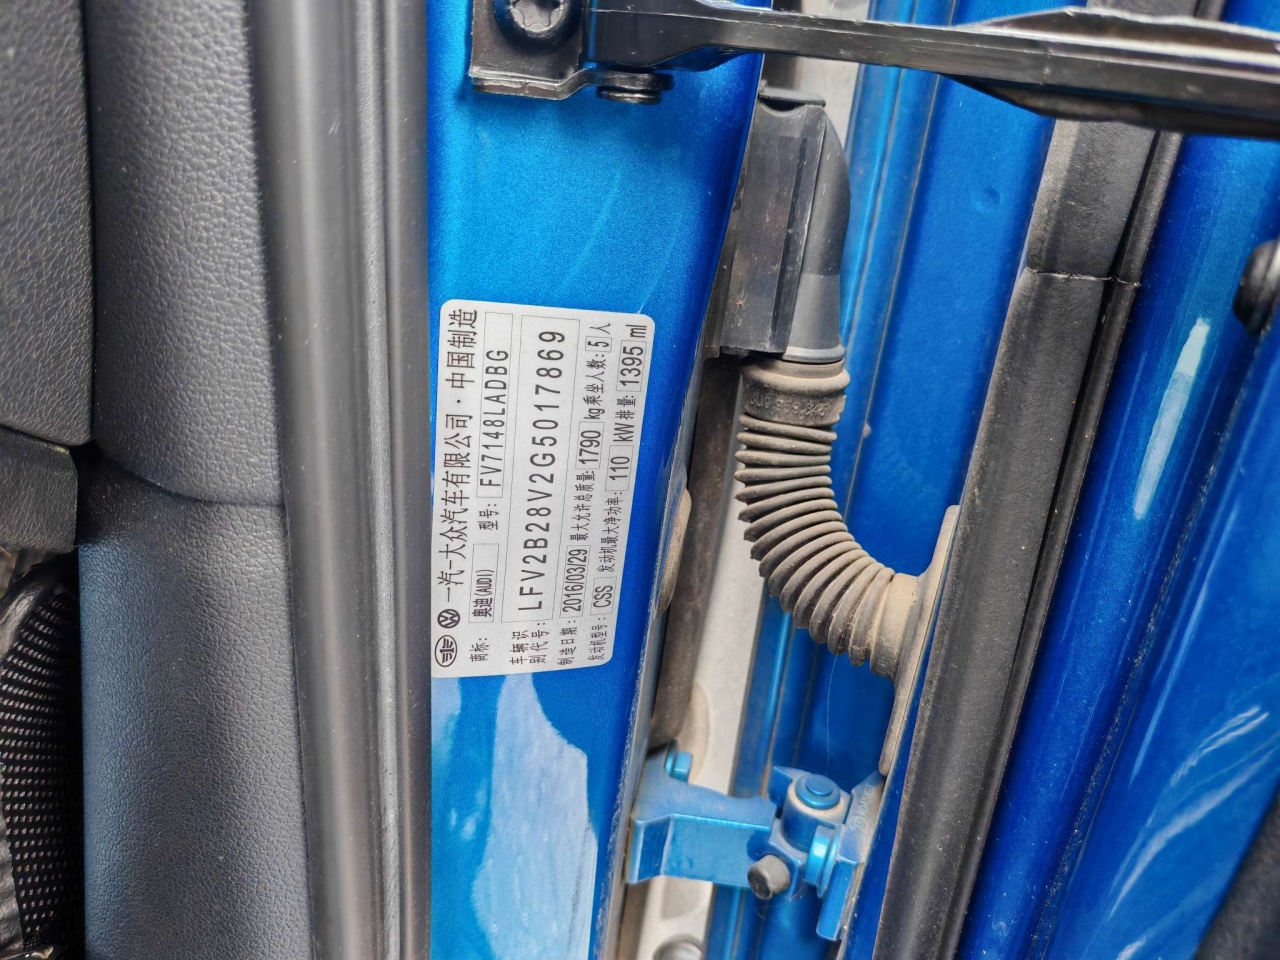 一汽-大众汽车有限公司·中国制造
商标: 奥迪(AUDI) 型号: FV7148LADBG
车辆识别代号: LFV2B28V2G5017869
制造日期: 2016/03/29 最大允许总质量: 1790 kg 乘坐人数: 5 人
发动机型号: CSS 发动机最大净功率: 110 kW 排量: 1395 ml